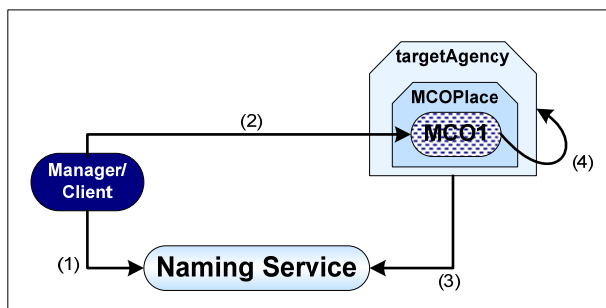 targetAgency
MCOPlace
(2)
MCO1
(4)
Manager/
Client
(1)
Naming Service
(3)